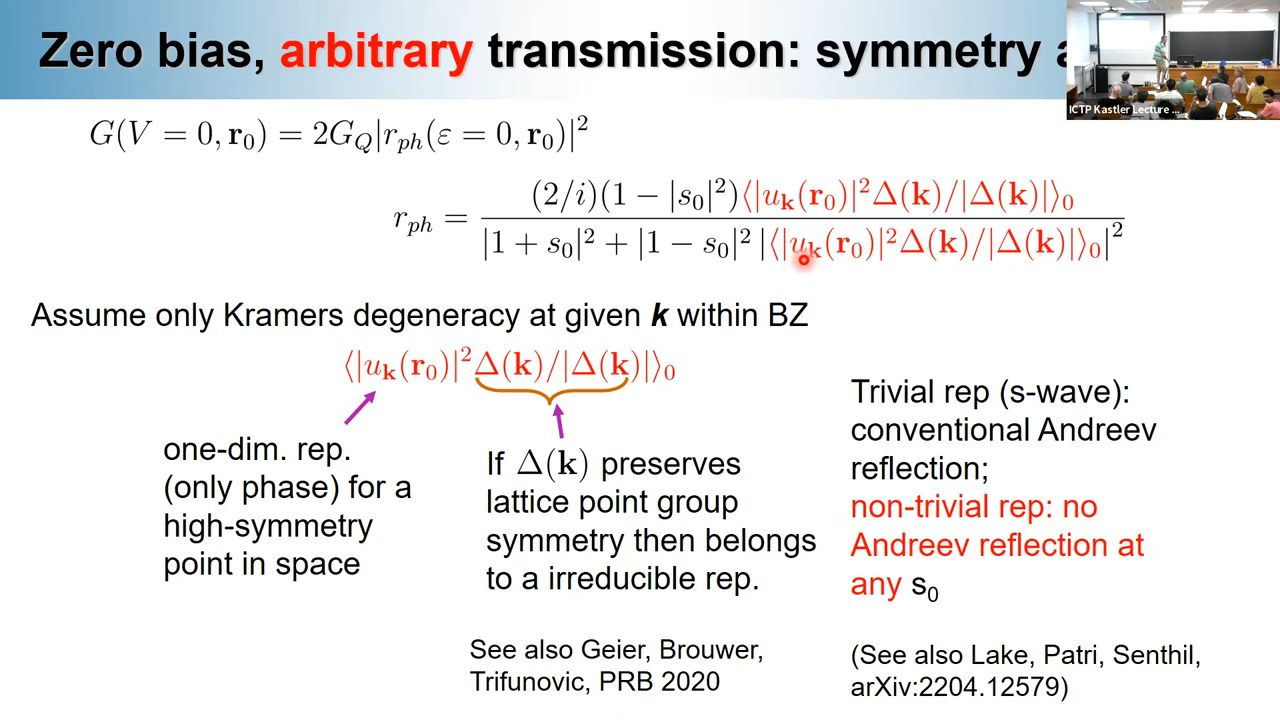 Zero bias, arbitrary transmission: symmetry a
ICTP Kastler Lecture ...
G(V = 0, r₀) = 2G_Q|r_ph(ε = 0, r₀)|²
r_ph = (2/i)(1 − |s₀|²)⟨|u_k(r₀)|²Δ(k)/|Δ(k)|⟩₀
|1 + s₀|² + |1 − s₀|² |⟨|u_k(r₀)|²Δ(k)/|Δ(k)|⟩₀|²
Assume only Kramers degeneracy at given k within BZ
⟨|u_k(r₀)|²Δ(k)/|Δ(k)|⟩₀
one-dim. rep.
(only phase) for a
high-symmetry
point in space
If Δ(k) preserves
lattice point group
symmetry then belongs
to a irreducible rep.
Trivial rep (s-wave):
conventional Andreev
reflection;
non-trivial rep: no
Andreev reflection at
any s₀
See also Geier, Brouwer,
Trifunovic, PRB 2020
(See also Lake, Patri, Senthil,
arXiv:2204.12579)